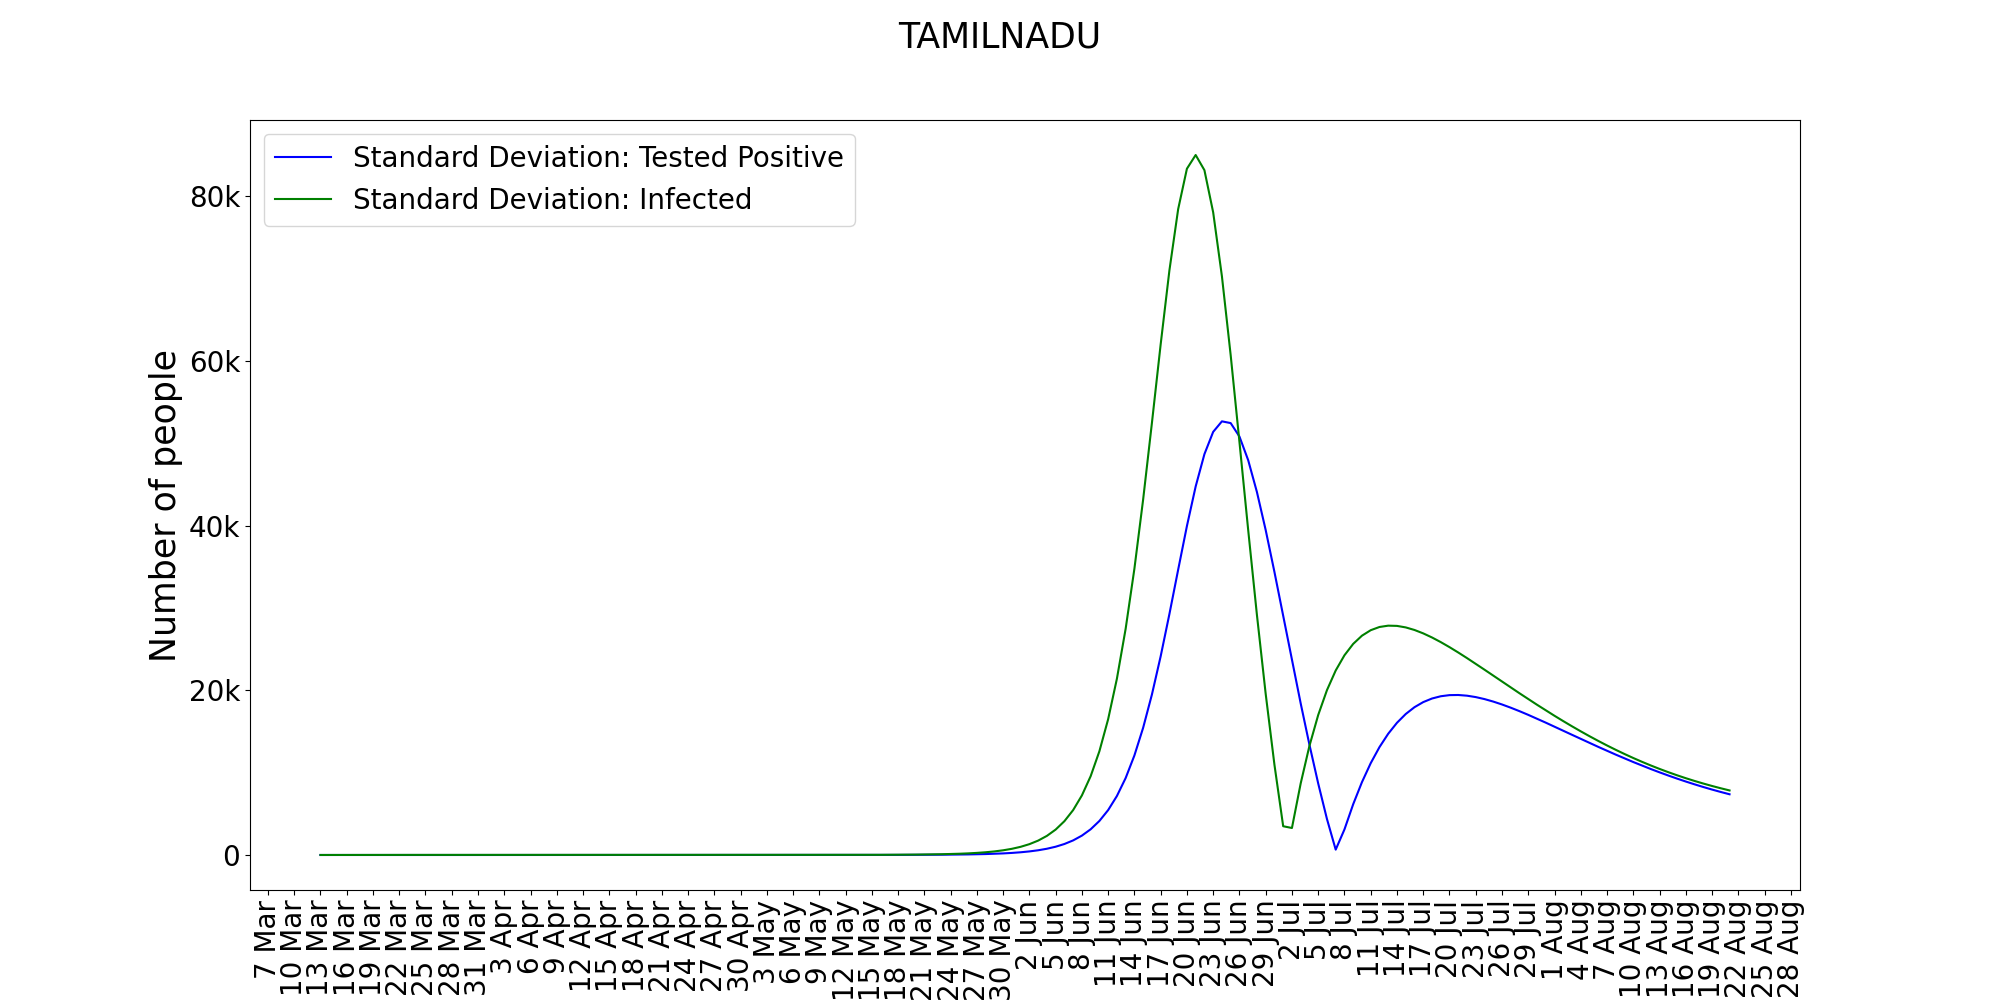 TAMILNADU
Standard Deviation: Tested Positive
Standard Deviation: Infected
Number of people
80k
60k
40k
20k
0
7 Mar
10 Mar
13 Mar
16 Mar
19 Mar
22 Mar
25 Mar
28 Mar
31 Mar
3 Apr
6 Apr
9 Apr
12 Apr
15 Apr
18 Apr
21 Apr
24 Apr
27 Apr
30 Apr
3 May
6 May
9 May
12 May
15 May
18 May
21 May
24 May
27 May
30 May
2 Jun
5 Jun
8 Jun
11 Jun
14 Jun
17 Jun
20 Jun
23 Jun
26 Jun
29 Jun
2 Jul
5 Jul
8 Jul
11 Jul
14 Jul
17 Jul
20 Jul
23 Jul
26 Jul
29 Jul
1 Aug
4 Aug
7 Aug
10 Aug
13 Aug
16 Aug
19 Aug
22 Aug
25 Aug
28 Aug